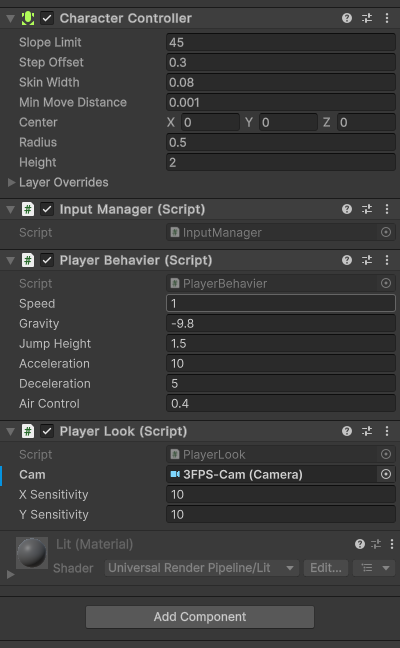 Character Controller
Slope Limit 45
Step Offset 0.3
Skin Width 0.08
Min Move Distance 0.001
Center X 0 Y 0 Z 0
Radius 0.5
Height 2
Layer Overrides
Input Manager (Script)
Script InputManager
Player Behavier (Script)
Script PlayerBehavier
Speed 1
Gravity -9.8
Jump Height 1.5
Acceleration 10
Deceleration 5
Air Control 0.4
Player Look (Script)
Script PlayerLook
Cam 3FPS-Cam (Camera)
X Sensitivity 10
Y Sensitivity 10
Lit (Material)
Shader Universal Render Pipeline/Lit Edit...
Add Component